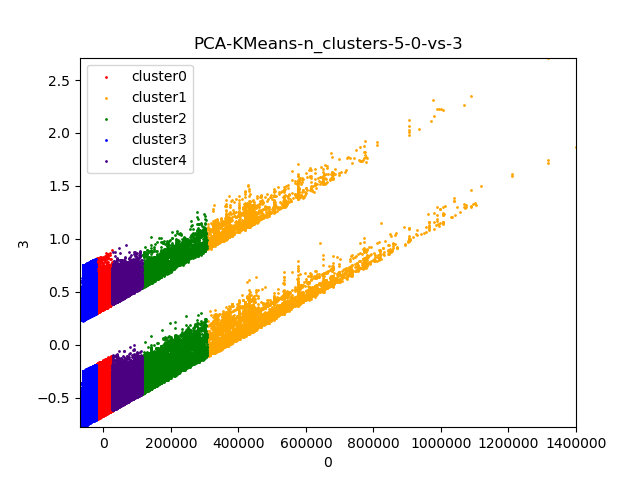 PCA-KMeans-n_clusters-5-0-vs-3
cluster0
cluster1
cluster2
cluster3
cluster4
2.5
2.0
1.5
1.0
0.5
0.0
−0.5
3
0 200000 400000 600000 800000 1000000 1200000 1400000
0